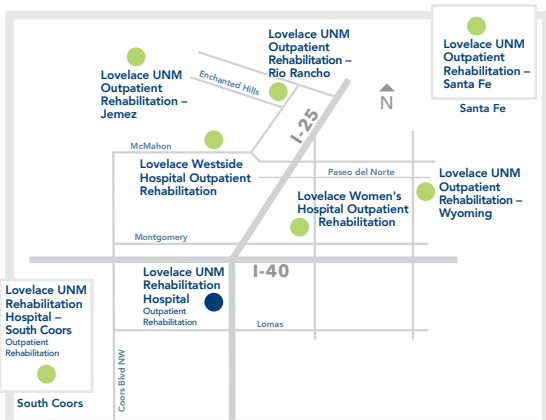 Lovelace UNM
Outpatient
Rehabilitation –
Rio Rancho
Lovelace UNM
Outpatient
Rehabilitation –
Santa Fe
Santa Fe
Lovelace UNM
Outpatient
Rehabilitation –
Jemez
Enchanted Hills
N
I-25
McMahon
Lovelace Westside
Hospital Outpatient
Rehabilitation
Paseo del Norte
Lovelace UNM
Outpatient
Rehabilitation –
Wyoming
Lovelace Women's
Hospital Outpatient
Rehabilitation
Montgomery
I-40
Lovelace UNM
Rehabilitation
Hospital
Outpatient
Rehabilitation
Lovelace UNM
Rehabilitation
Hospital –
South Coors
Outpatient
Rehabilitation
South Coors
Lomas
Coors Blvd NW